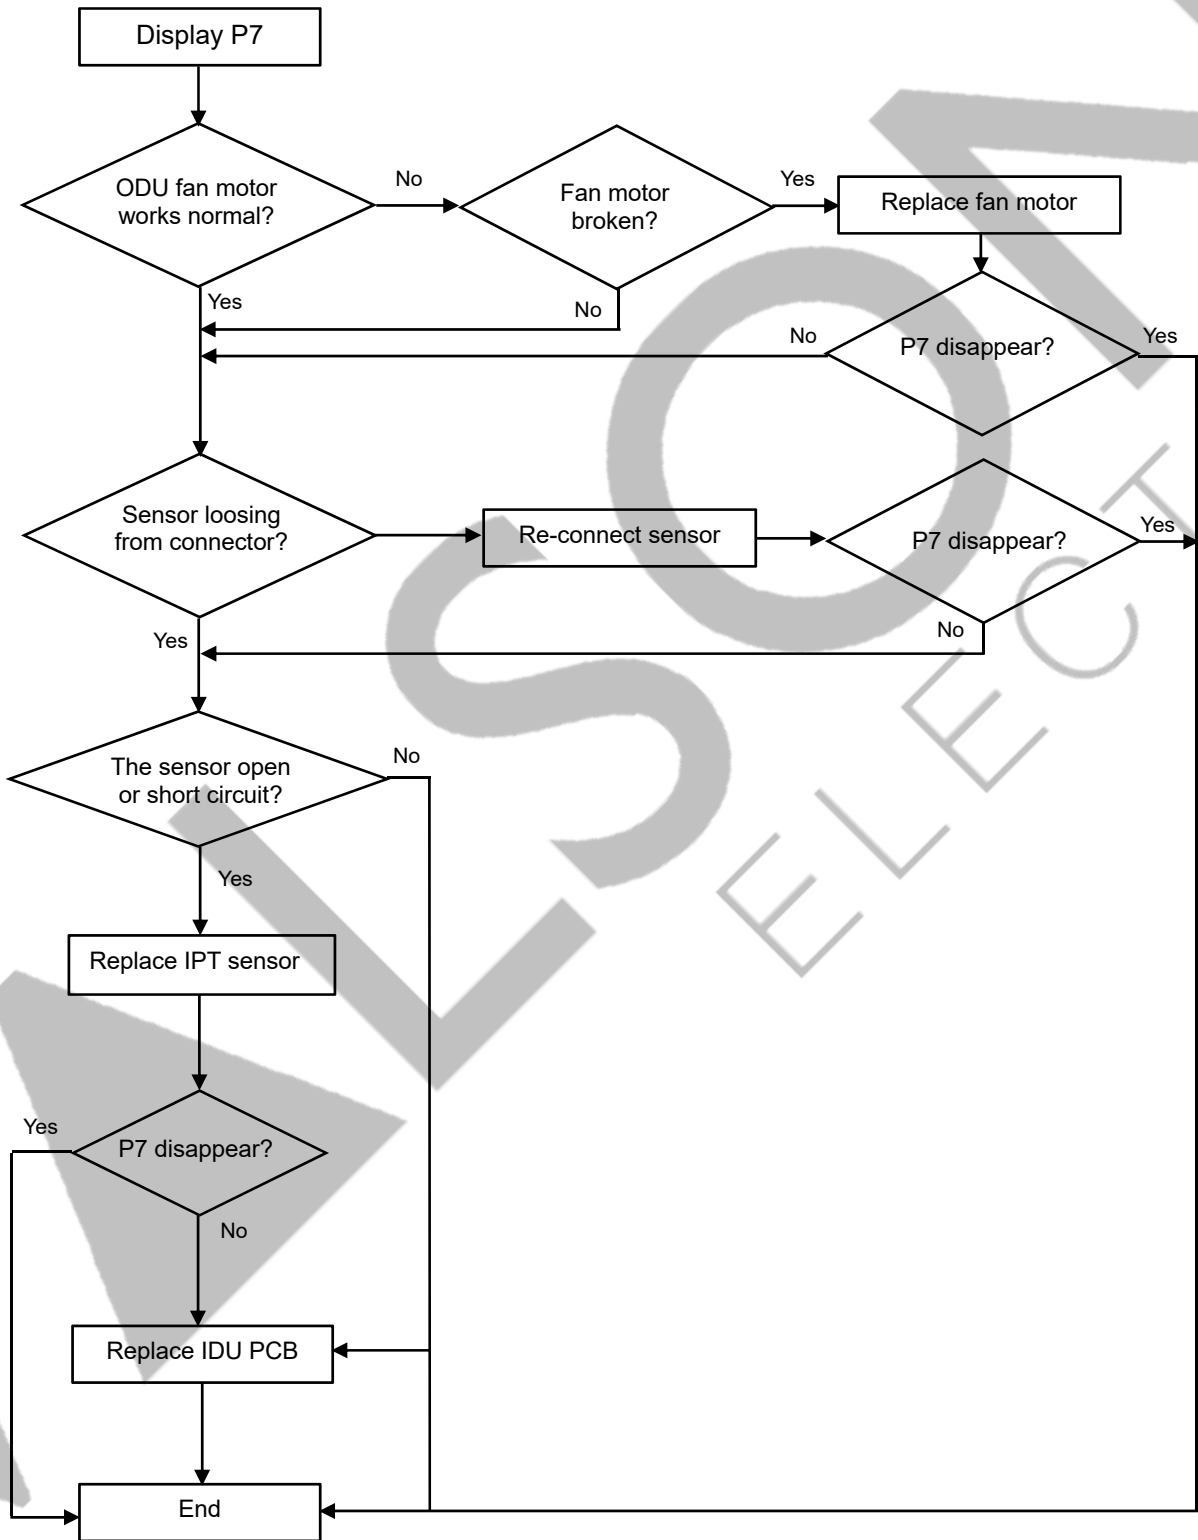 Display P7
ODU fan motor
works normal?
No
Fan motor
broken?
Yes
Replace fan motor
Yes
No
No
P7 disappear?
Yes
Sensor loosing
from connector?
Re-connect sensor
P7 disappear?
Yes
Yes
No
The sensor open
or short circuit?
No
Yes
Replace IPT sensor
Yes
P7 disappear?
No
Replace IDU PCB
End